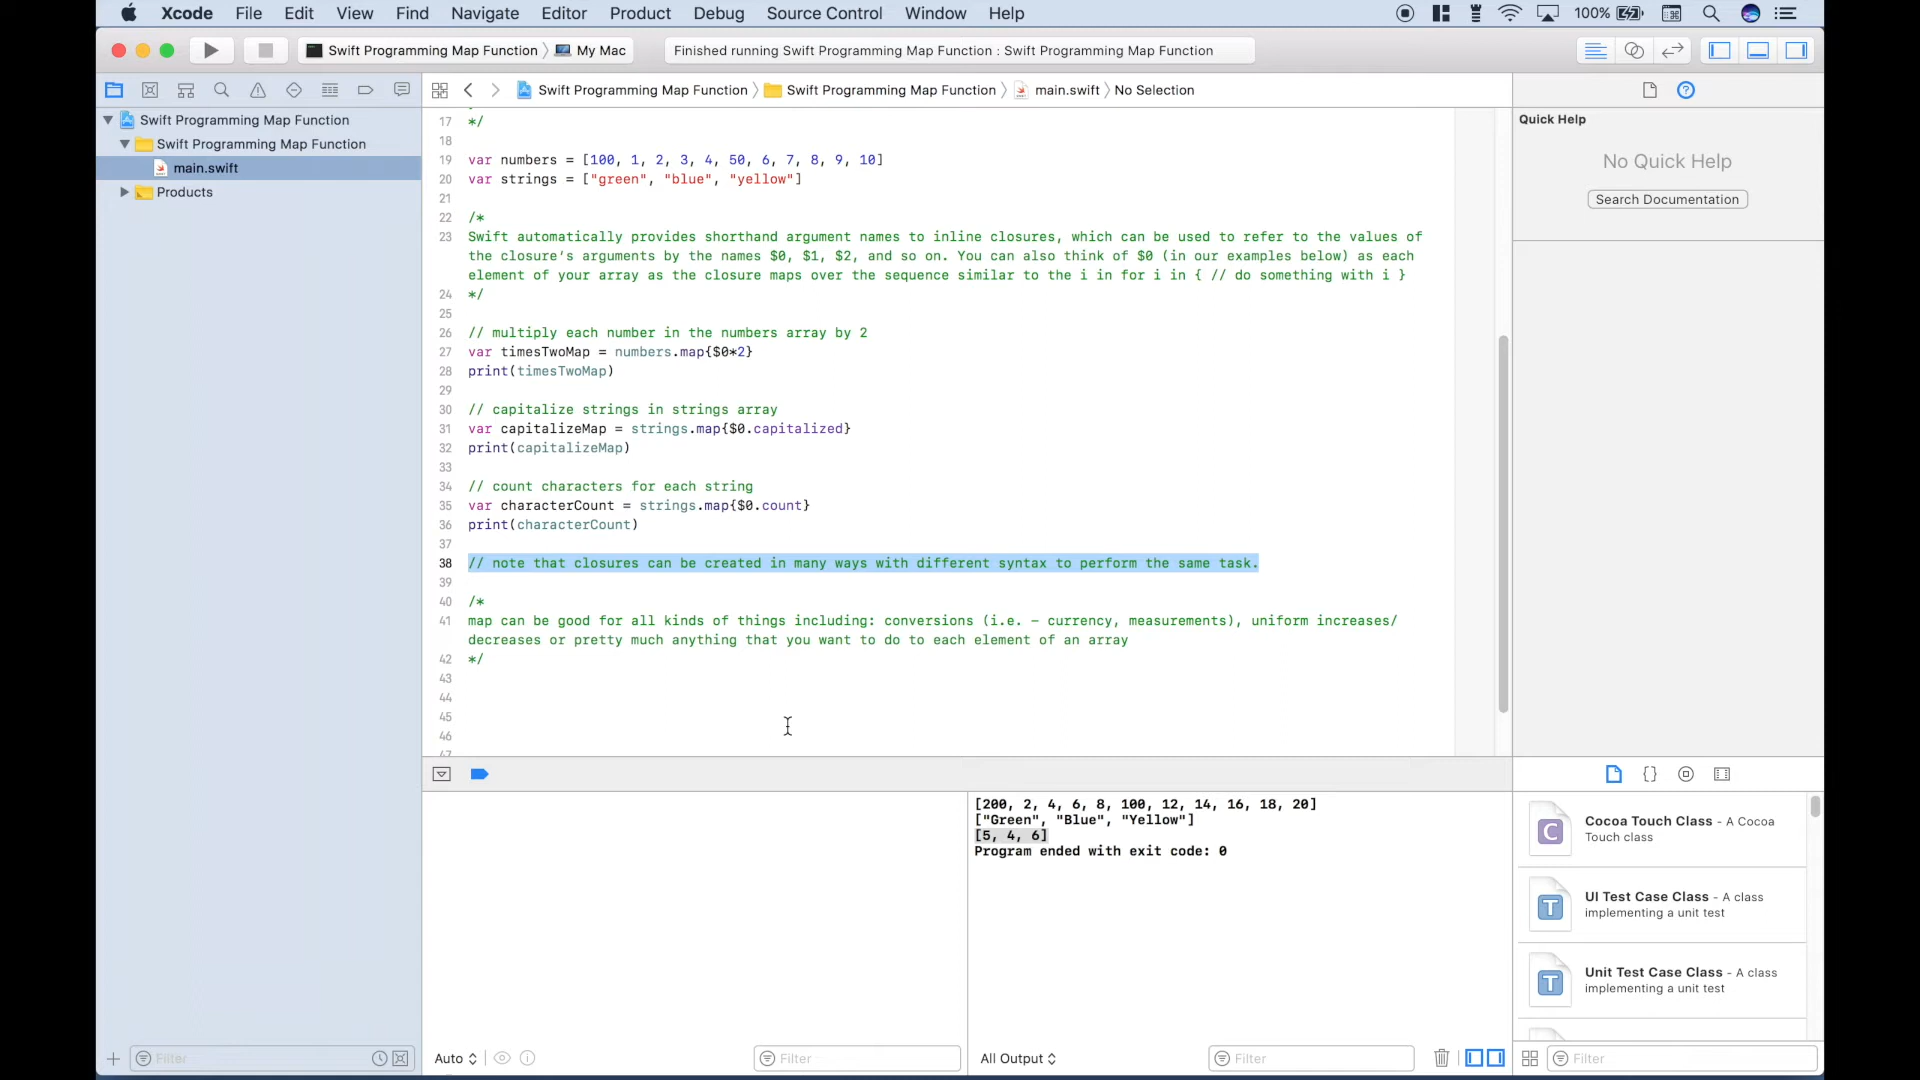 Xcode File Edit View Find Navigate Editor Product Debug Source Control Window Help 100%
Swift Programming Map Function My Mac Finished running Swift Programming Map Function : Swift Programming Map Function
Swift Programming Map Function Swift Programming Map Function main.swift No Selection
Swift Programming Map Function
Swift Programming Map Function
main.swift
Products
17 */
18
19 var numbers = [100, 1, 2, 3, 4, 50, 6, 7, 8, 9, 10]
20 var strings = ["green", "blue", "yellow"]
21
22 /*
23 Swift automatically provides shorthand argument names to inline closures, which can be used to refer to the values of
the closure's arguments by the names $0, $1, $2, and so on. You can also think of $0 (in our examples below) as each
element of your array as the closure maps over the sequence similar to the i in for i in { // do something with i }
24 */
25
26 // multiply each number in the numbers array by 2
27 var timesTwoMap = numbers.map{$0*2}
28 print(timesTwoMap)
29
30 // capitalize strings in strings array
31 var capitalizeMap = strings.map{$0.capitalized}
32 print(capitalizeMap)
33
34 // count characters for each string
35 var characterCount = strings.map{$0.count}
36 print(characterCount)
37
38 // note that closures can be created in many ways with different syntax to perform the same task.
39
40 /*
41 map can be good for all kinds of things including: conversions (i.e. – currency, measurements), uniform increases/
decreases or pretty much anything that you want to do to each element of an array
42 */
43
44
45
46
47
Quick Help
No Quick Help
Search Documentation
[200, 2, 4, 6, 8, 100, 12, 14, 16, 18, 20]
["Green", "Blue", "Yellow"]
[5, 4, 6]
Program ended with exit code: 0
C
Cocoa Touch Class - A Cocoa
Touch class
T
UI Test Case Class - A class
implementing a unit test
T
Unit Test Case Class - A class
implementing a unit test
Filter Auto Filter All Output Filter Filter